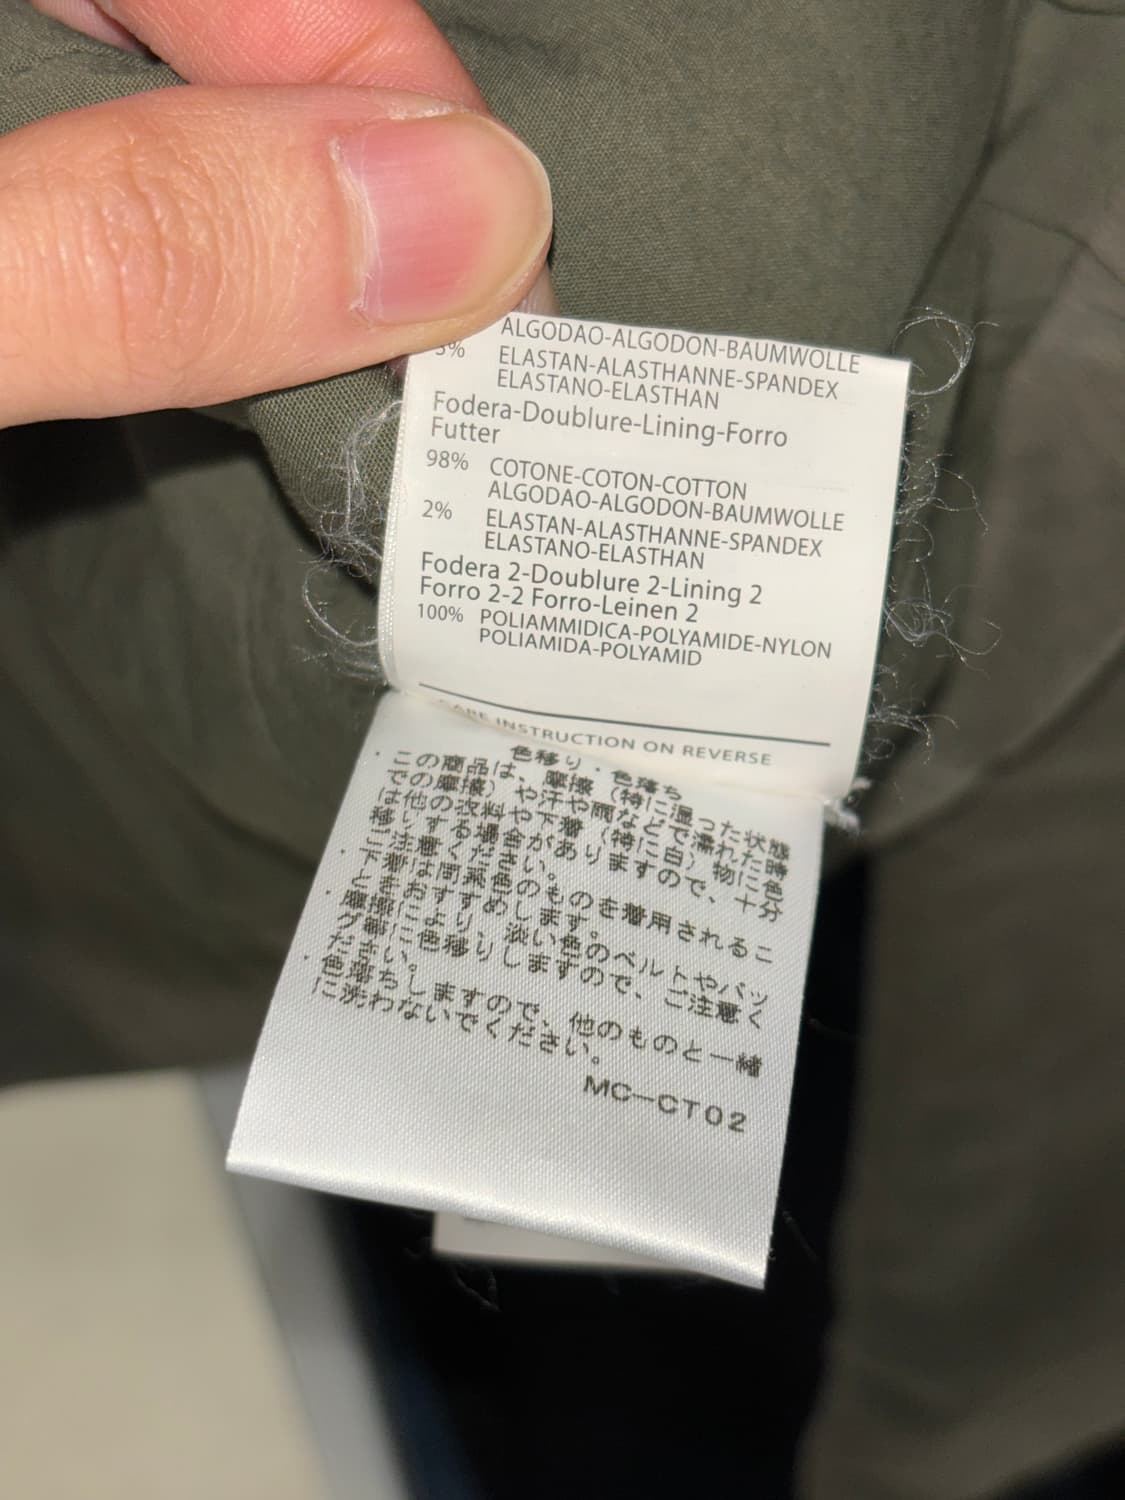 ALGODAO-ALGODON-BAUMWOLLE
3% ELASTAN-ALASTHANNE-SPANDEX
ELASTANO-ELASTHAN
Fodera-Doublure-Lining-Forro
Futter
98% COTONE-COTON-COTTON
ALGODAO-ALGODON-BAUMWOLLE
2% ELASTAN-ALASTHANNE-SPANDEX
ELASTANO-ELASTHAN
Fodera 2-Doublure 2-Lining 2
Forro 2-2 Forro-Leinen 2
100% POLIAMMIDICA-POLYAMIDE-NYLON
POLIAMIDA-POLYAMID
CARE INSTRUCTION ON REVERSE
色移り・色落ち
・この商品は、摩擦（特に湿った状態
での摩擦）や汗や雨などで濡れた時
は他の衣料や下着（特に白）物に色
移りする場合がありますので、十分
ご注意ください。
・下着は同系色のものを着用されるこ
とをおすすめします。
・摩擦により、淡い色のベルトやバッ
グ等に色移りしますので、ご注意く
ださい。
・色落ちしますので、他のものと一緒
に洗わないでください。
MC-CT02